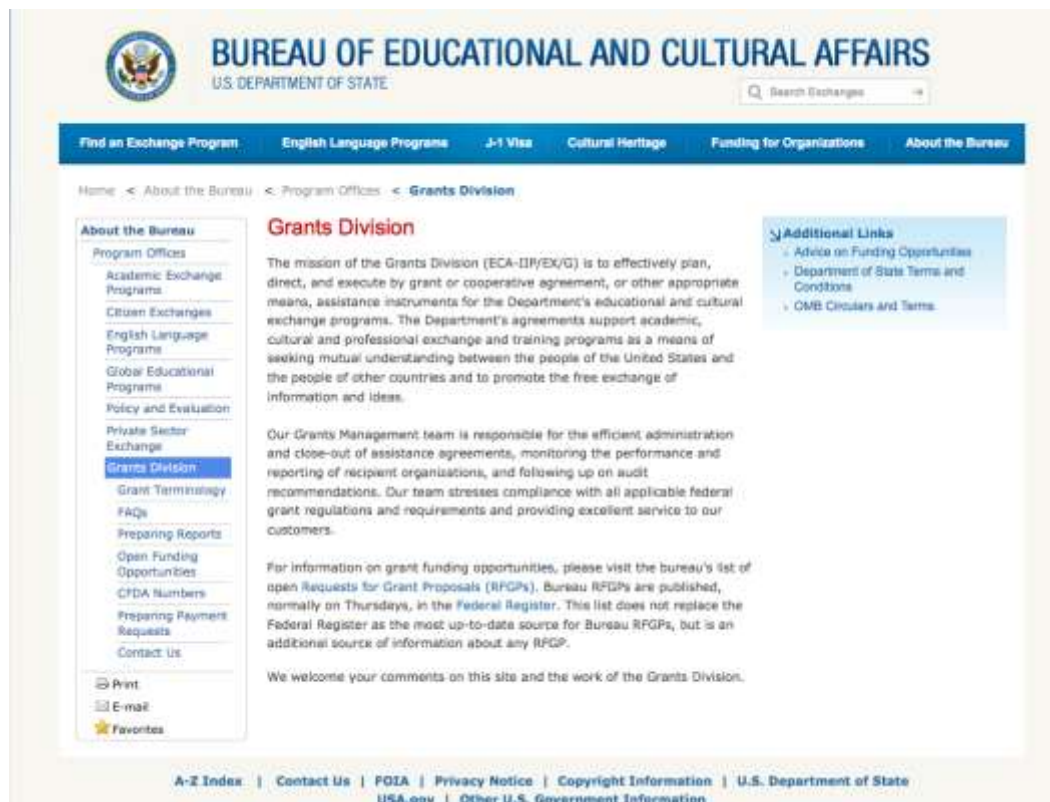 BUREAU OF EDUCATIONAL AND CULTURAL AFFAIRS
U.S. DEPARTMENT OF STATE
Search Exchanges
Find an Exchange Program English Language Programs J-1 Visa Cultural Heritage Funding for Organizations About the Bureau
Home < About the Bureau < Program Offices < Grants Division
About the Bureau
Program Offices
Academic Exchange
Programs
Citizen Exchanges
English Language
Programs
Global Educational
Programs
Policy and Evaluation
Private Sector
Exchange
Grants Division
Grant Terminology
FAQs
Preparing Reports
Open Funding
Opportunities
CFDA Numbers
Preparing Payment
Requests
Contact Us
Print
E-mail
Favorites
Grants Division
The mission of the Grants Division (ECA-IIP/EX/G) is to effectively plan,
direct, and execute by grant or cooperative agreement, or other appropriate
means, assistance instruments for the Department's educational and cultural
exchange programs. The Department's agreements support academic,
cultural and professional exchange and training programs as a means of
seeking mutual understanding between the people of the United States and
the people of other countries and to promote the free exchange of
information and ideas.
Our Grants Management team is responsible for the efficient administration
and close-out of assistance agreements, monitoring the performance and
reporting of recipient organizations, and following up on audit
recommendations. Our team stresses compliance with all applicable federal
grant regulations and requirements and providing excellent service to our
customers.
For information on grant funding opportunities, please visit the bureau's list of
open Requests for Grant Proposals (RFGPs). Bureau RFGPs are published,
normally on Thursdays, in the Federal Register. This list does not replace the
Federal Register as the most up-to-date source for Bureau RFGPs, but is an
additional source of information about any RFGP.
We welcome your comments on this site and the work of the Grants Division.
Additional Links
Advice on Funding Opportunities
Department of State Terms and
Conditions
OMB Circulars and Terms
A-Z Index | Contact Us | FOIA | Privacy Notice | Copyright Information | U.S. Department of State
USA.gov | Other U.S. Government Information